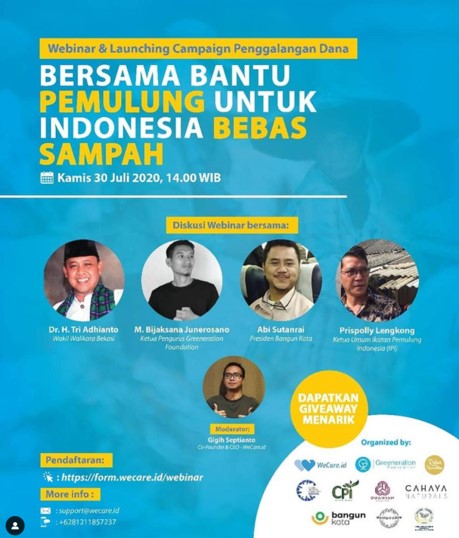 Webinar & Launching Campaign Penggalangan Dana
BERSAMA BANTU
PEMULUNG UNTUK
INDONESIA BEBAS
SAMPAH
Kamis 30 Juli 2020, 14.00 WIB
Diskusi Webinar bersama:
Dr. H. Tri Adhianto
Wakil Walikota Bekasi
M. Bijaksana Junerosano
Ketua Pengurus Greeneration
Foundation
Abi Sutanrai
Presiden Bangun Kota
Prispolly Lengkong
Ketua Umum Ikatan Pemulung
Indonesia (IPI)
Moderator:
Gigih Septianto
Co-Founder & CEO - WeCare.id
DAPATKAN
GIVEAWAY
MENARIK
Pendaftaran:
: https://form.wecare.id/webinar
More info :
: support@wecare.id
: +6281211857237
Organized by:
WeCare.id
Greeneration
CPI
CAHAYA
NATURALS
bangun
kota